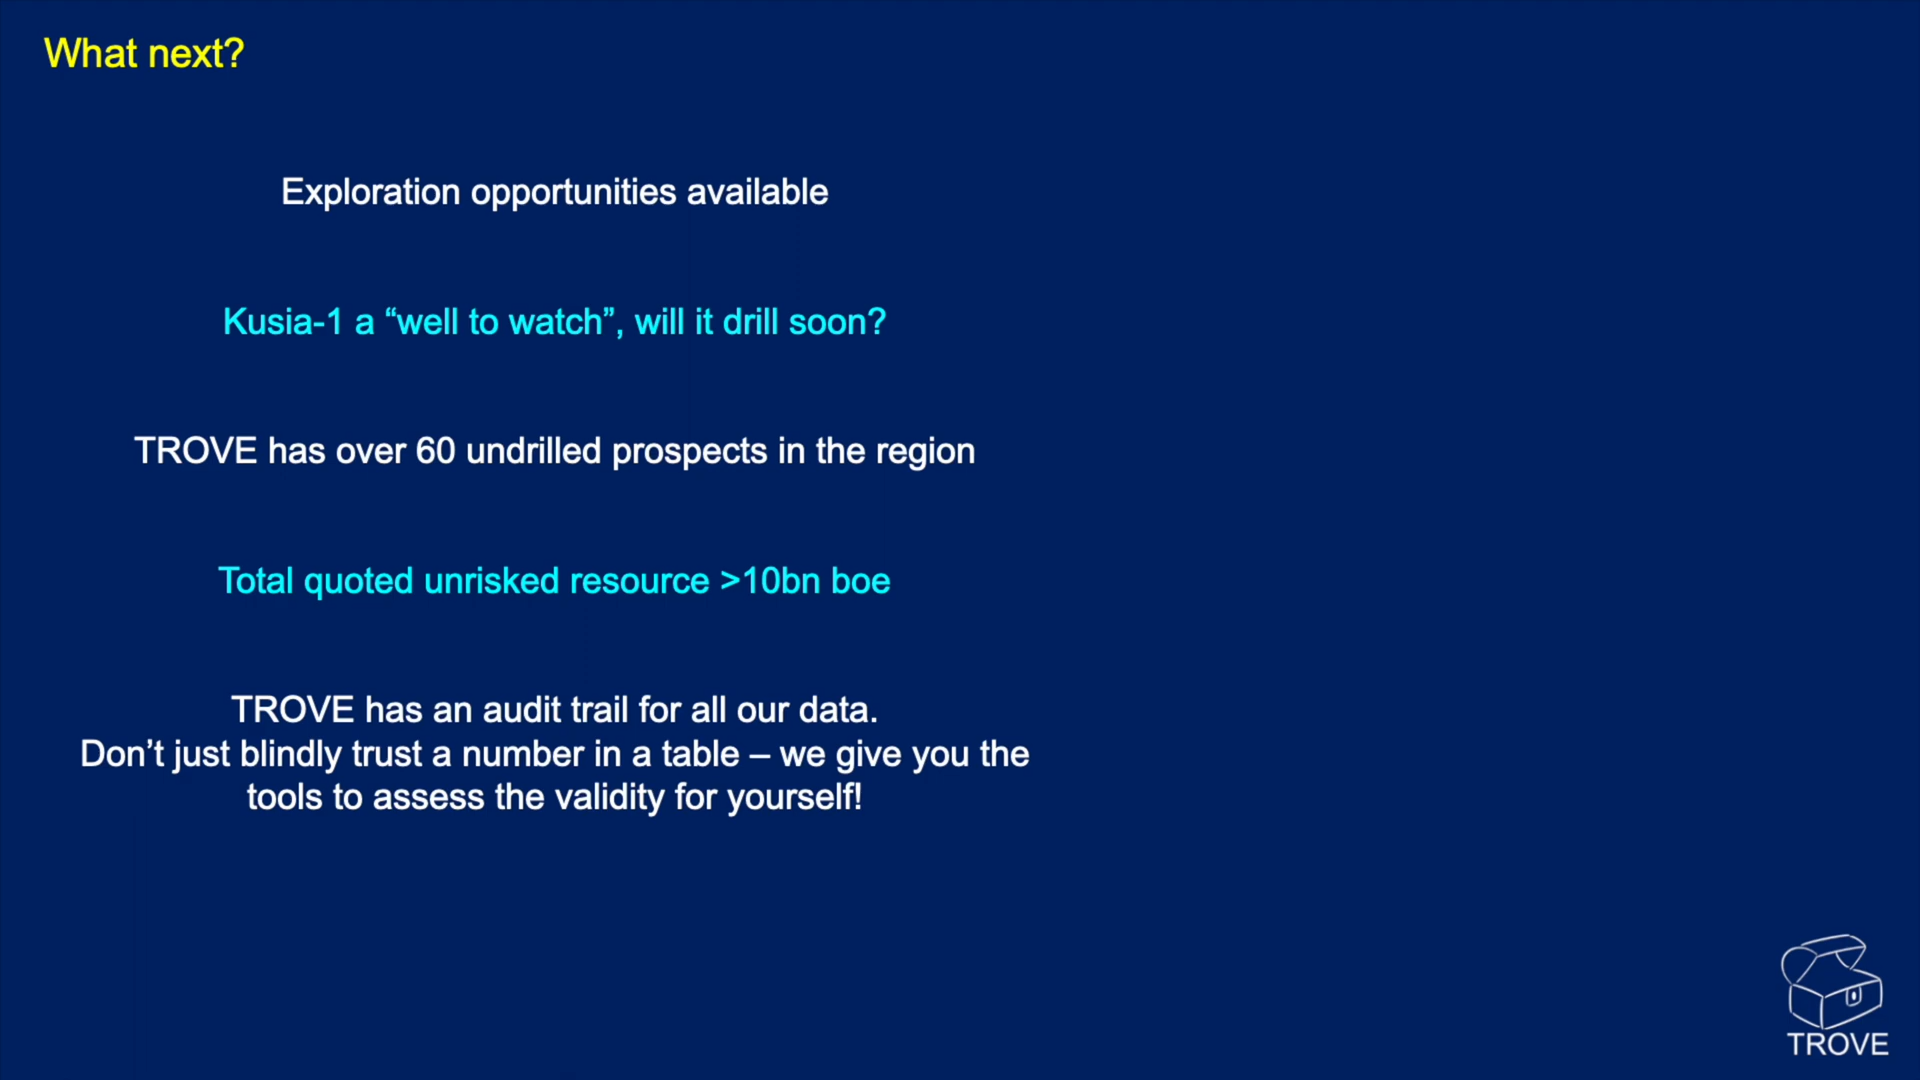 What next?
Exploration opportunities available
Kusia-1 a “well to watch”, will it drill soon?
TROVE has over 60 undrilled prospects in the region
Total quoted unrisked resource >10bn boe
TROVE has an audit trail for all our data.
Don’t just blindly trust a number in a table – we give you the
tools to assess the validity for yourself!
TROVE